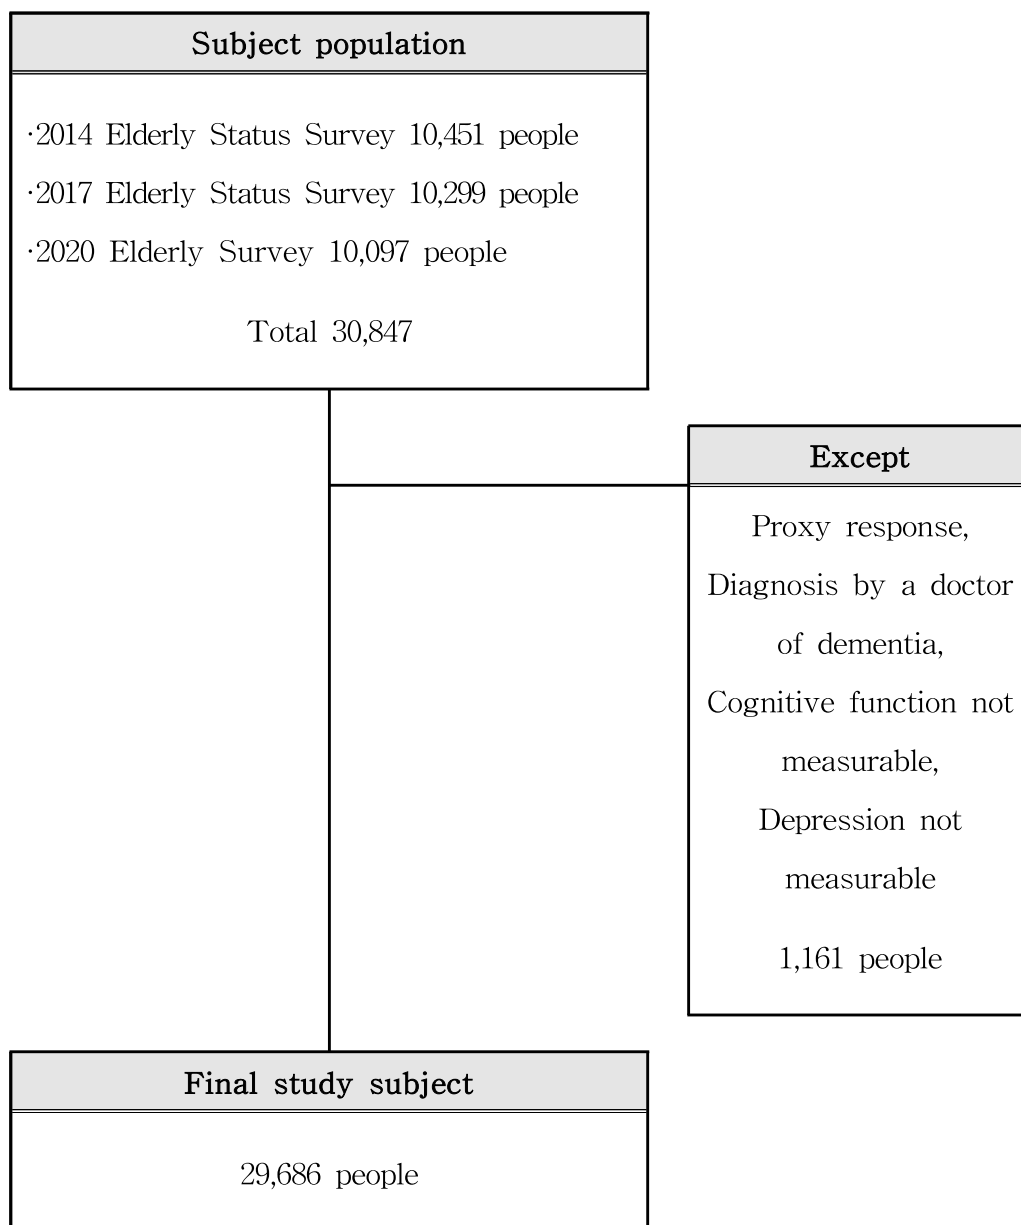 Subject population
·2014 Elderly Status Survey 10,451 people
·2017 Elderly Status Survey 10,299 people
·2020 Elderly Survey 10,097 people
Total 30,847
Except
Proxy response,
Diagnosis by a doctor
of dementia,
Cognitive function not
measurable,
Depression not
measurable
1,161 people
Final study subject
29,686 people